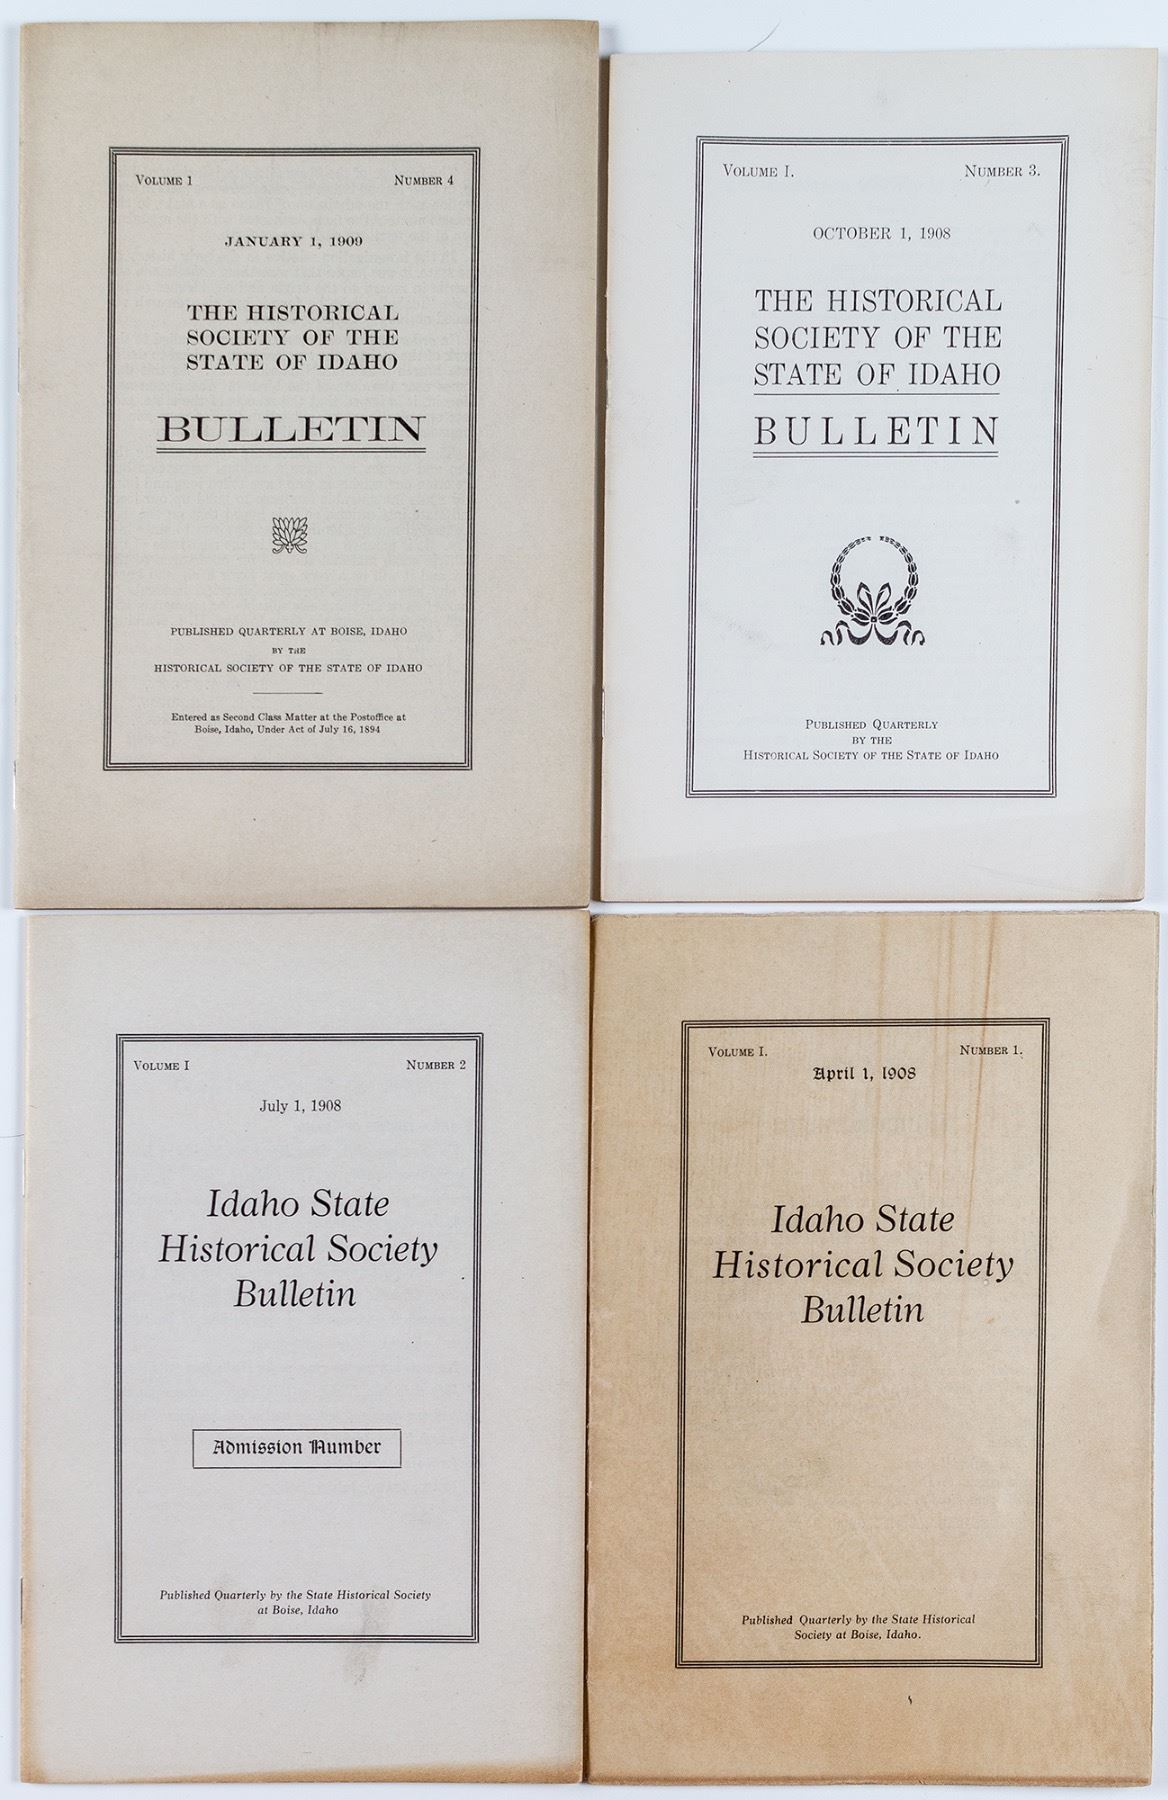 VOLUME 1 NUMBER 4
JANUARY 1, 1909
THE HISTORICAL
SOCIETY OF THE
STATE OF IDAHO
BULLETIN
PUBLISHED QUARTERLY AT BOISE, IDAHO
BY THE
HISTORICAL SOCIETY OF THE STATE OF IDAHO
Entered as Second Class Matter at the Postoffice at
Boise, Idaho, Under Act of July 16, 1894
VOLUME I. NUMBER 3.
OCTOBER 1, 1908
THE HISTORICAL
SOCIETY OF THE
STATE OF IDAHO
BULLETIN
PUBLISHED QUARTERLY
BY THE
HISTORICAL SOCIETY OF THE STATE OF IDAHO
VOLUME I NUMBER 2
July 1, 1908
Idaho State
Historical Society
Bulletin
Admission Number
Published Quarterly by the State Historical Society
at Boise, Idaho
VOLUME I. NUMBER 1.
April 1, 1908
Idaho State
Historical Society
Bulletin
Published Quarterly by the State Historical
Society at Boise, Idaho.